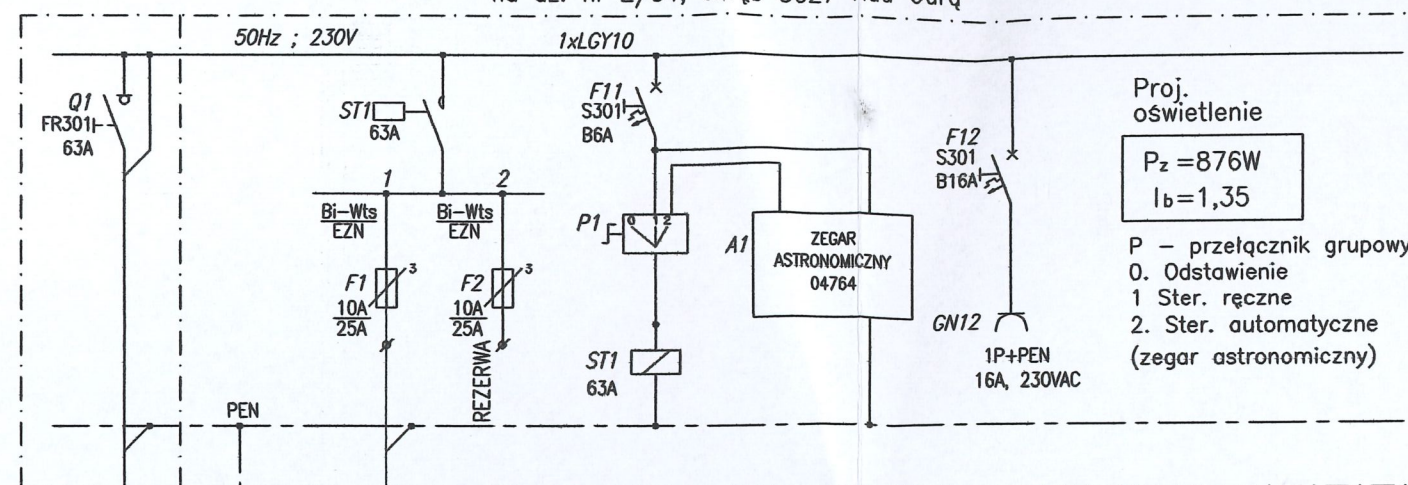 50Hz ; 230V
1xLGY10
Q1
FR301
63A
ST1
63A
1
2
Bi-Wts
EZN
Bi-Wts
EZN
F1
10A
25A
3
F2
10A
25A
3
REZERWA
PEN
F11
S301
B6A
P1
0
2
ST1
63A
A1
ZEGAR
ASTRONOMICZNY
04764
F12
S301
B16A
GN12
1P+PEN
16A, 230VAC
Proj.
oświetlenie
Pz =876W
Ib=1,35
P – przełącznik grupowy
0. Odstawienie
1 Ster. ręczne
2. Ster. automatyczne
(zegar astronomiczny)